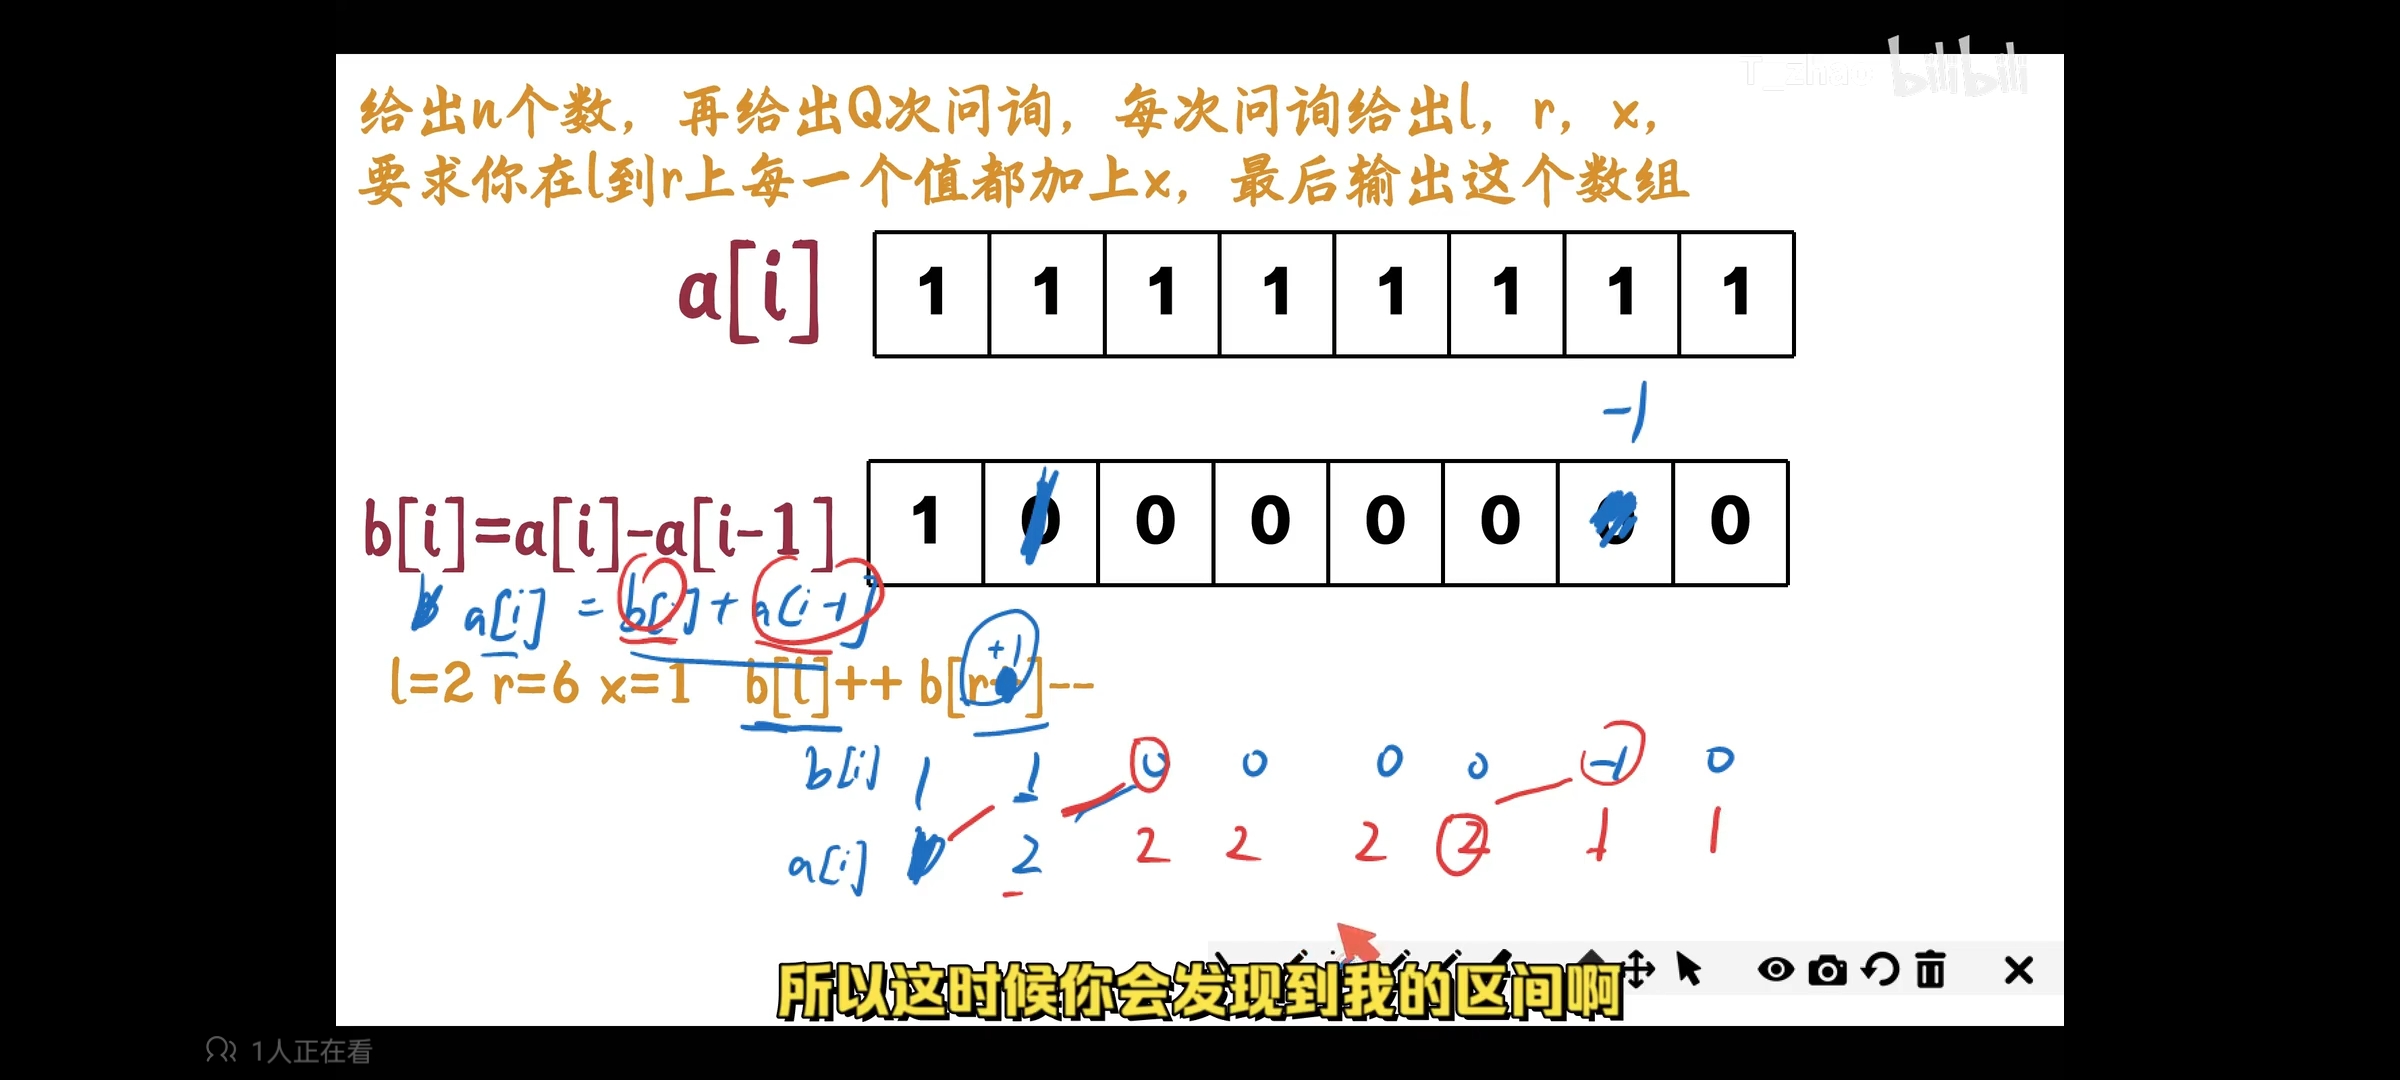 T_zhao bilibili
给出n个数，再给出Q次问询，每次问询给出l，r，x，
要求你在l到r上每一个值都加上x，最后输出这个数组
a[i] 1 1 1 1 1 1 1 1
-1
b[i]=a[i]-a[i-1] 1 0 0 0 0 0 0 0
a[i] = b[i] + a[i-1]
+1
l=2 r=6 x=1 b[l]++ b[r ]--
b[i] 1 1 0 0 0 0 -1 0
a[i] 2 2 2 2 2 1 1
所以这时候你会发现到我的区间啊
1人正在看